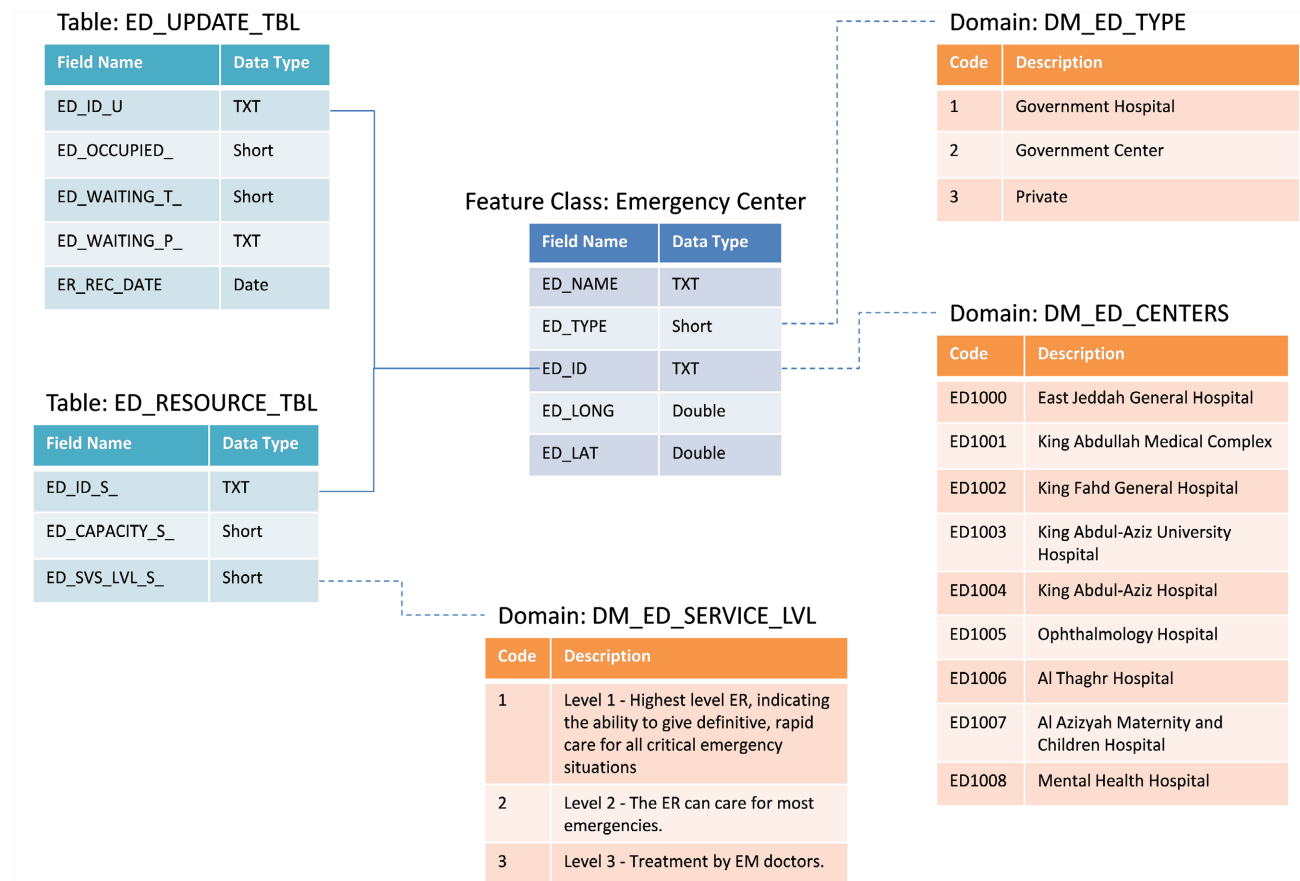 Table: ED_UPDATE_TBL
Field Name Data Type
ED_ID_U TXT
ED_OCCUPIED_ Short
ED_WAITING_T_ Short
ED_WAITING_P_ TXT
ER_REC_DATE Date
Table: ED_RESOURCE_TBL
Field Name Data Type
ED_ID_S_ TXT
ED_CAPACITY_S_ Short
ED_SVS_LVL_S_ Short
Feature Class: Emergency Center
Field Name Data Type
ED_NAME TXT
ED_TYPE Short
ED_ID TXT
ED_LONG Double
ED_LAT Double
Domain: DM_ED_SERVICE_LVL
Code Description
1 Level 1 - Highest level ER, indicating
the ability to give definitive, rapid
care for all critical emergency
situations
2 Level 2 - The ER can care for most
emergencies.
3 Level 3 - Treatment by EM doctors.
Domain: DM_ED_TYPE
Code Description
1 Government Hospital
2 Government Center
3 Private
Domain: DM_ED_CENTERS
Code Description
ED1000 East Jeddah General Hospital
ED1001 King Abdullah Medical Complex
ED1002 King Fahd General Hospital
ED1003 King Abdul-Aziz University
Hospital
ED1004 King Abdul-Aziz Hospital
ED1005 Ophthalmology Hospital
ED1006 Al Thaghr Hospital
ED1007 Al Azizyah Maternity and
Children Hospital
ED1008 Mental Health Hospital